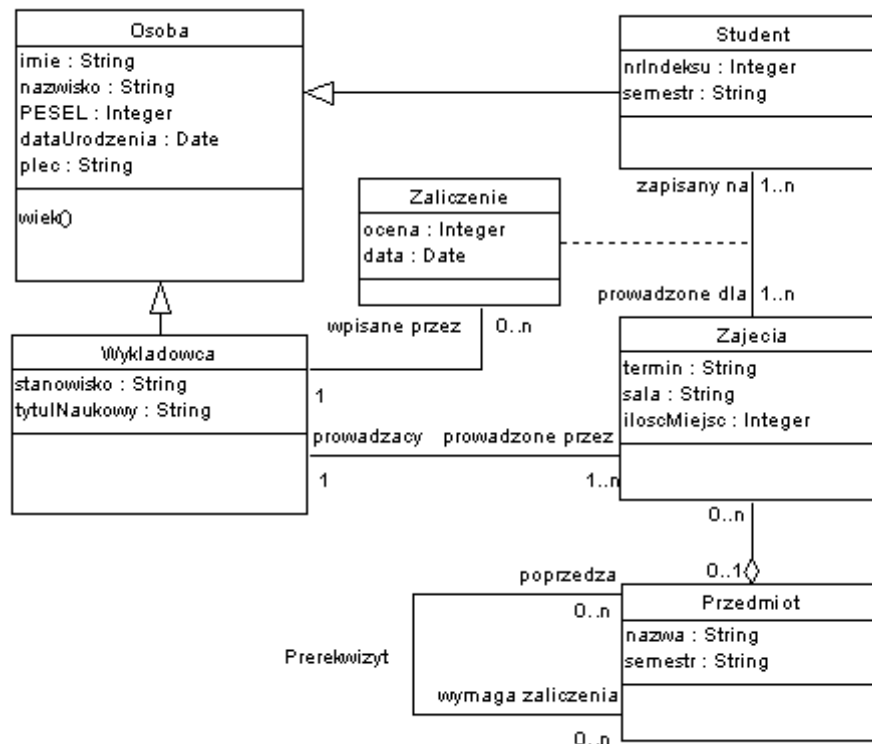 Osoba
imie : String
nazwisko : String
PESEL : Integer
dataUrodzenia : Date
plec : String
wiek()
Student
nrIndeksu : Integer
semestr : String
zapisany na 1..n
Zaliczenie
ocena : Integer
data : Date
prowadzone dla 1..n
wpisane przez 0..n
Wykladowca
stanowisko : String
tytulNaukowy : String
1
Zajecia
termin : String
sala : String
iloscMiejsc : Integer
prowadzacy prowadzone przez
1 1..n
0..n
0..1
poprzedza
0..n
Prerekwizyt
wymaga zaliczenia
0..n
Przedmiot
nazwa : String
semestr : String